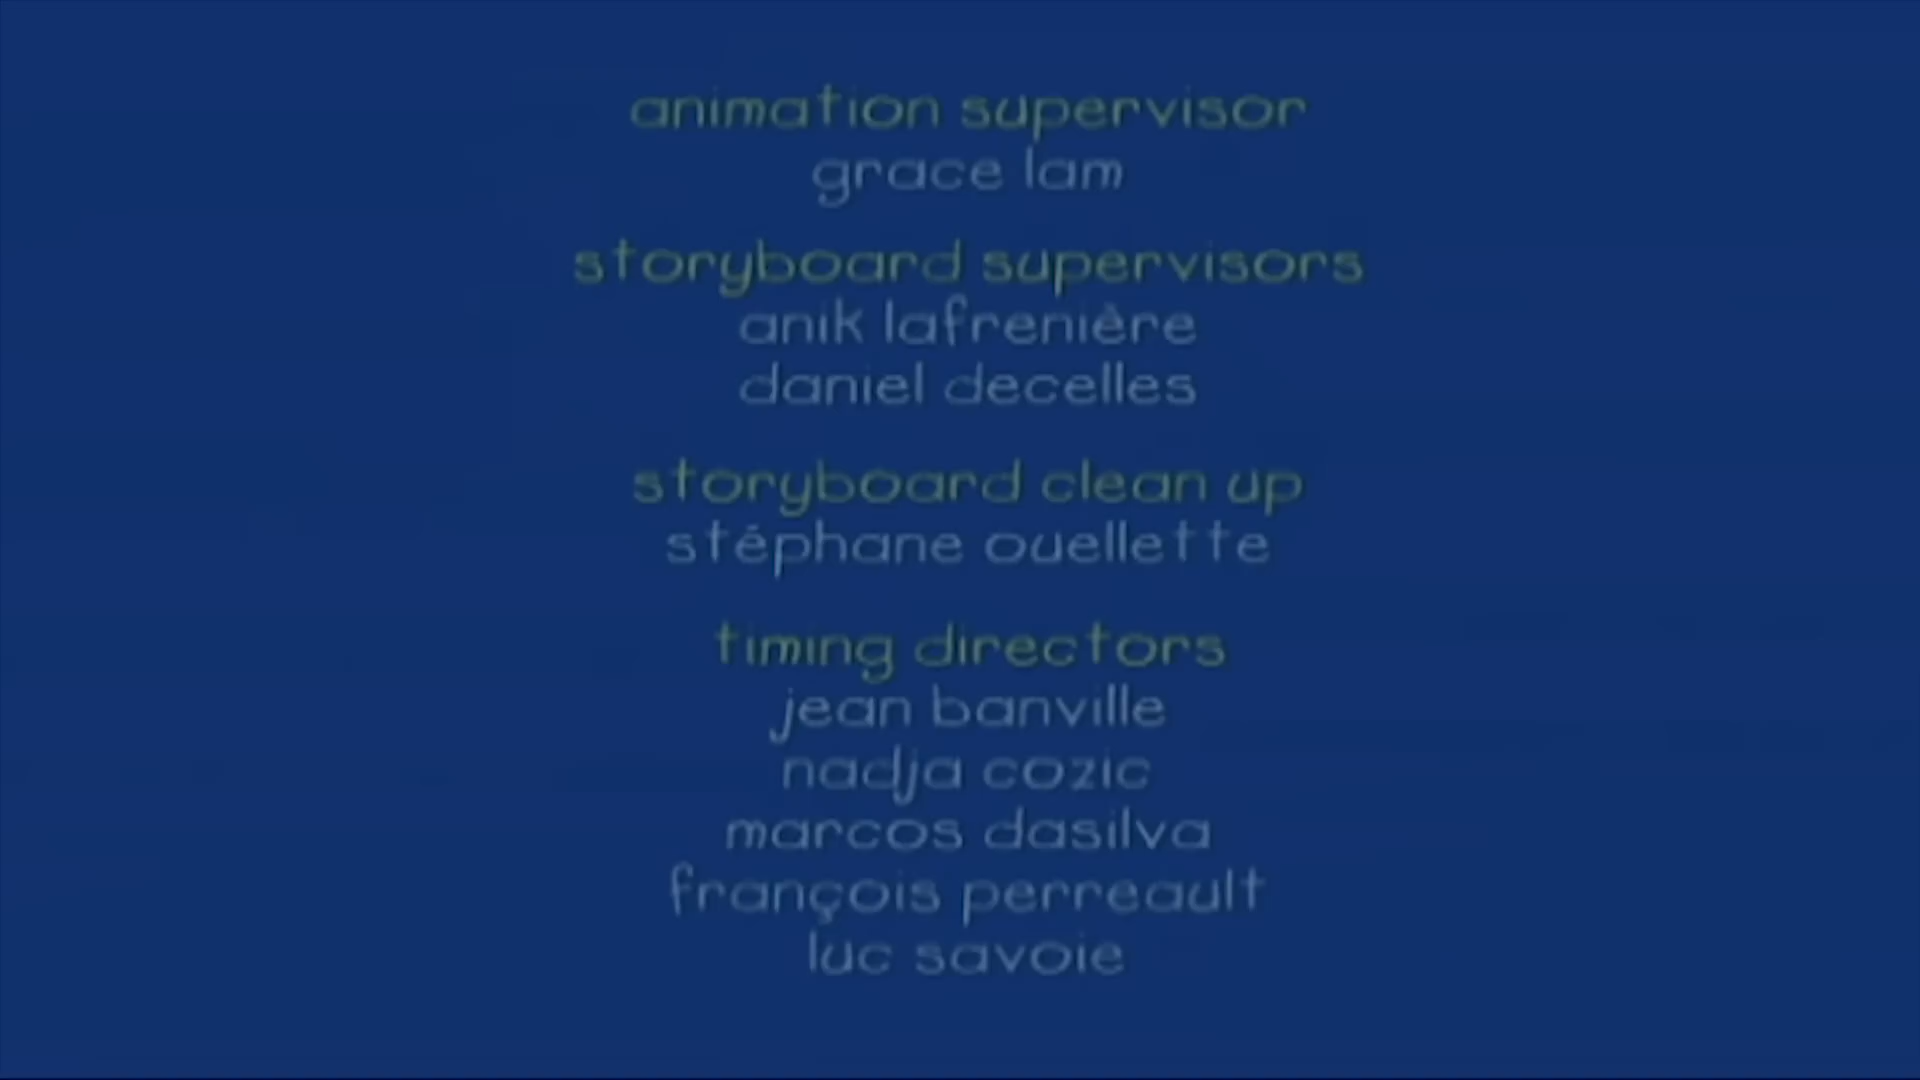 animation supervisor
grace lam
storyboard supervisors
anik lafrenière
daniel decelles
storyboard clean up
stéphane ouellette
timing directors
jean banville
nadja cozic
marcos dasilva
françois perreault
luc savoie